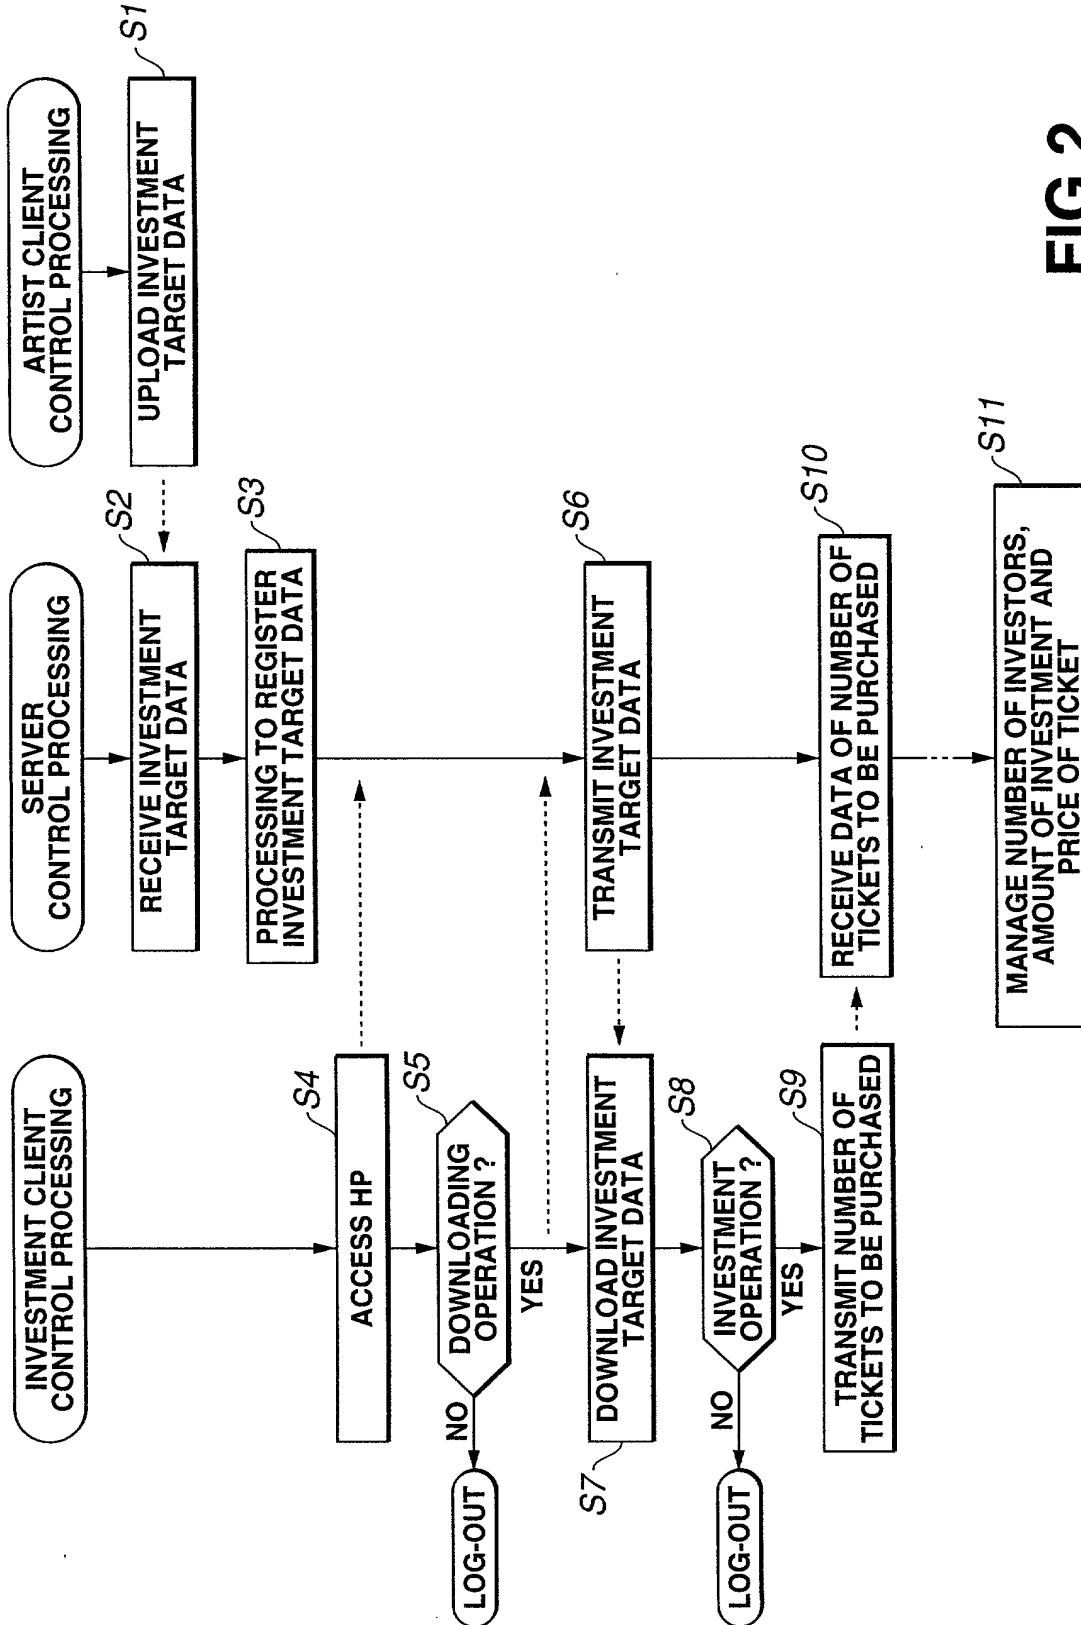 INVESTMENT CLIENT
CONTROL PROCESSING
SERVER
CONTROL PROCESSING
ARTIST CLIENT
CONTROL PROCESSING
S1
UPLOAD INVESTMENT
TARGET DATA
S2
RECEIVE INVESTMENT
TARGET DATA
S3
PROCESSING TO REGISTER
INVESTMENT TARGET DATA
S4
ACCESS HP
S5
DOWNLOADING
OPERATION ?
NO
LOG-OUT
YES
S6
TRANSMIT INVESTMENT
TARGET DATA
S7
DOWNLOAD INVESTMENT
TARGET DATA
S8
INVESTMENT
OPERATION ?
NO
LOG-OUT
YES
S9
TRANSMIT NUMBER OF
TICKETS TO BE PURCHASED
S10
RECEIVE DATA OF NUMBER OF
TICKETS TO BE PURCHASED
S11
MANAGE NUMBER OF INVESTORS,
AMOUNT OF INVESTMENT AND
PRICE OF TICKET
FIG.2